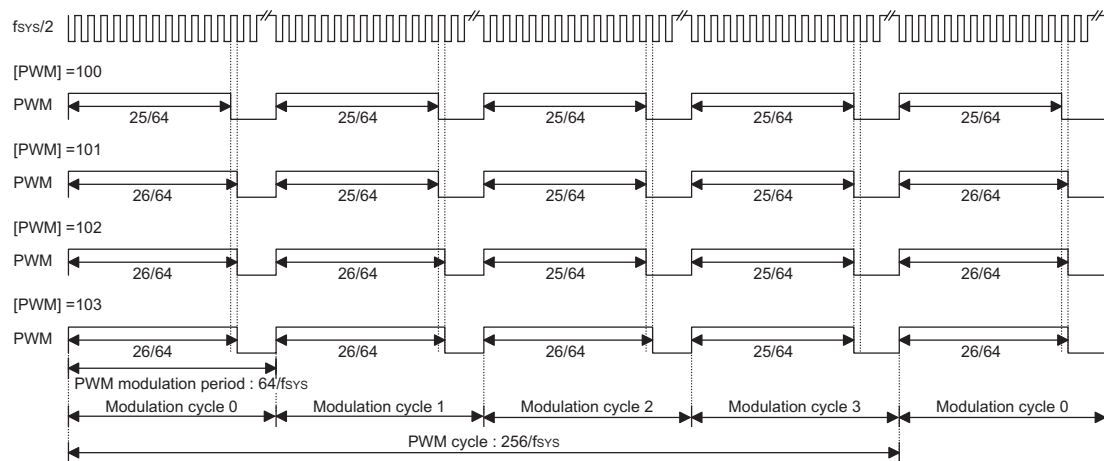 fSYS/2
[PWM] =100
PWM
25/64 25/64 25/64 25/64 25/64
[PWM] =101
PWM
26/64 25/64 25/64 25/64 26/64
[PWM] =102
PWM
26/64 26/64 25/64 25/64 26/64
[PWM] =103
PWM
26/64 26/64 26/64 25/64 26/64
PWM modulation period : 64/fSYS
Modulation cycle 0 Modulation cycle 1 Modulation cycle 2 Modulation cycle 3 Modulation cycle 0
PWM cycle : 256/fSYS